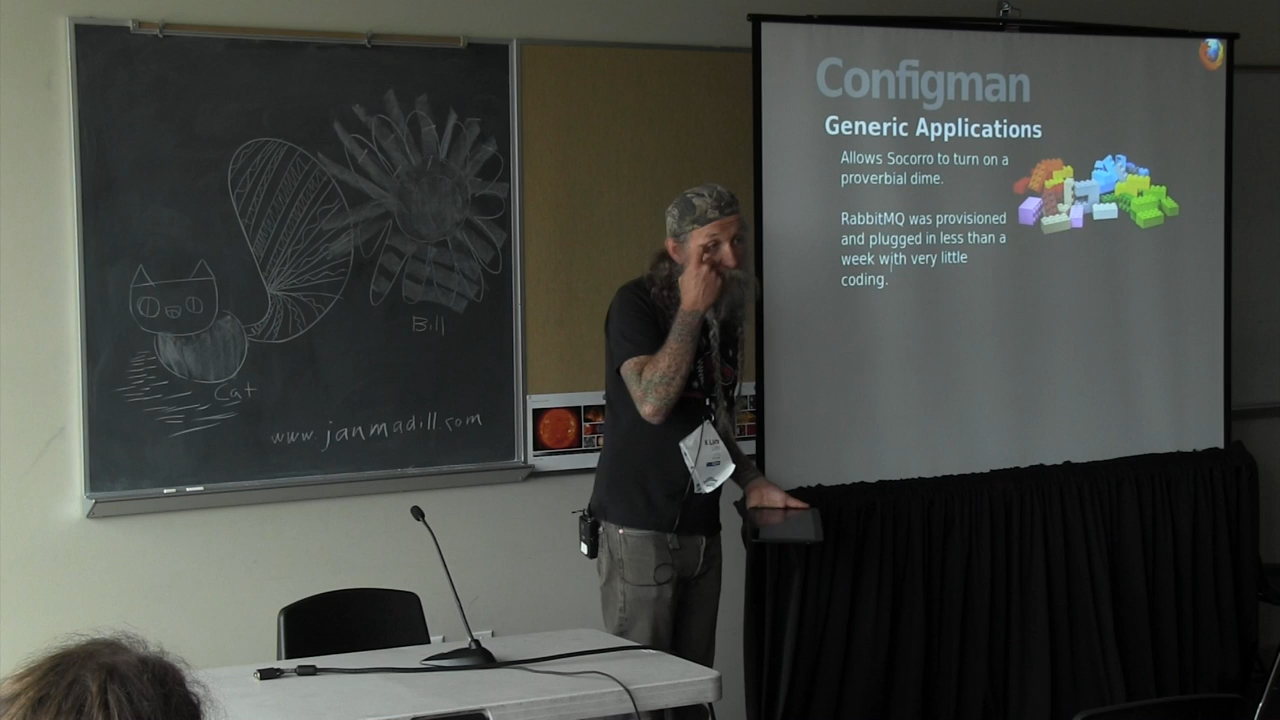 Bill
Cat
www.janmadill.com
Configman
Generic Applications
Allows Socorro to turn on a
proverbial dime.
RabbitMQ was provisioned
and plugged in less than a
week with very little
coding.